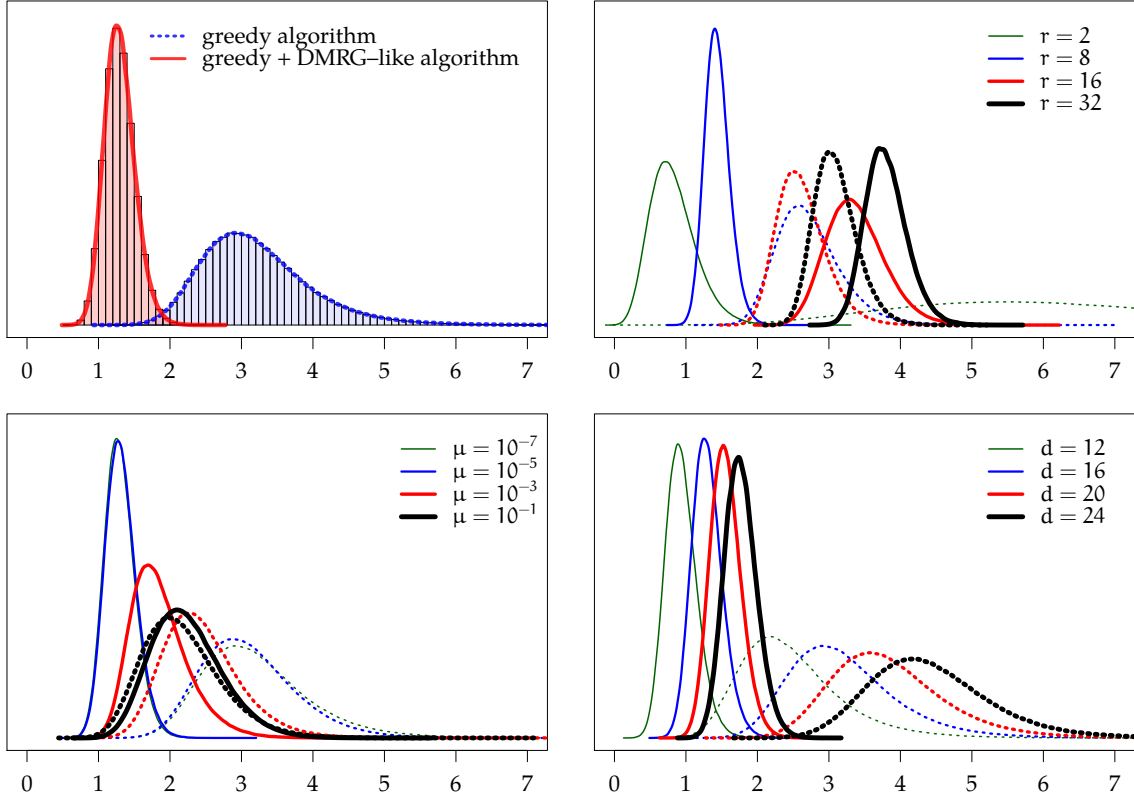 greedy algorithm
greedy + DMRG–like algorithm
0 1 2 3 4 5 6 7
r = 2
r = 8
r = 16
r = 32
0 1 2 3 4 5 6 7
μ = 10⁻⁷
μ = 10⁻⁵
μ = 10⁻³
μ = 10⁻¹
0 1 2 3 4 5 6 7
d = 12
d = 16
d = 20
d = 24
0 1 2 3 4 5 6 7